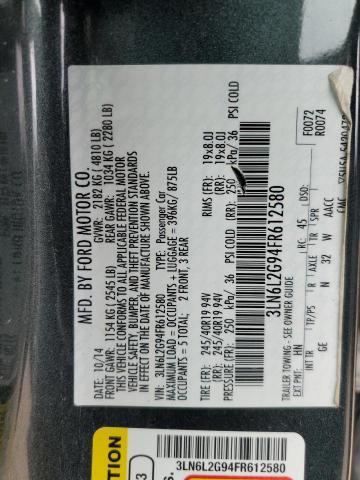 MFD. BY FORD MOTOR CO.
10/14 GVWR: 2182 KG ( 4810 LB)
FRONT GAWR: 1154 KG (2545 LB) REAR GAWR: 1034 KG ( 2280 LB)
THIS VEHICLE CONFORMS TO ALL APPLICABLE FEDERAL MOTOR
VEHICLE SAFETY, BUMPER, AND THEFT PREVENTION STANDARDS
IN EFFECT ON THE DATE OF MANUFACTURE SHOWN ABOVE.
VIN: 3LN6L2G94FR612580 TYPE: Passenger Car
MAXIMUM LOAD = OCCUPANTS + LUGGAGE = 396KG / 875LB
OCCUPANTS = 5 TOTAL: 2 FRONT, 3 REAR
TIRE (FR): 245/40R19 94V RIMS (FR): 19x8.0J
TIRE (RR): 245/40R19 94V (RR): 19x8.0J
PRESSURE (FR): 250 kPa/ 36 PSI COLD (RR): 250 kPa/ 36 PSI COLD
3LN6L2G94FR612580
TRAILER TOWING - SEE OWNER GUIDE
EXT PNT: HN RC: 45 DSO:
F0072
R0074
INT TR TP/PS R AXLE TR SPR
GE N 32 W AACC
3LN6L2G94FR612580